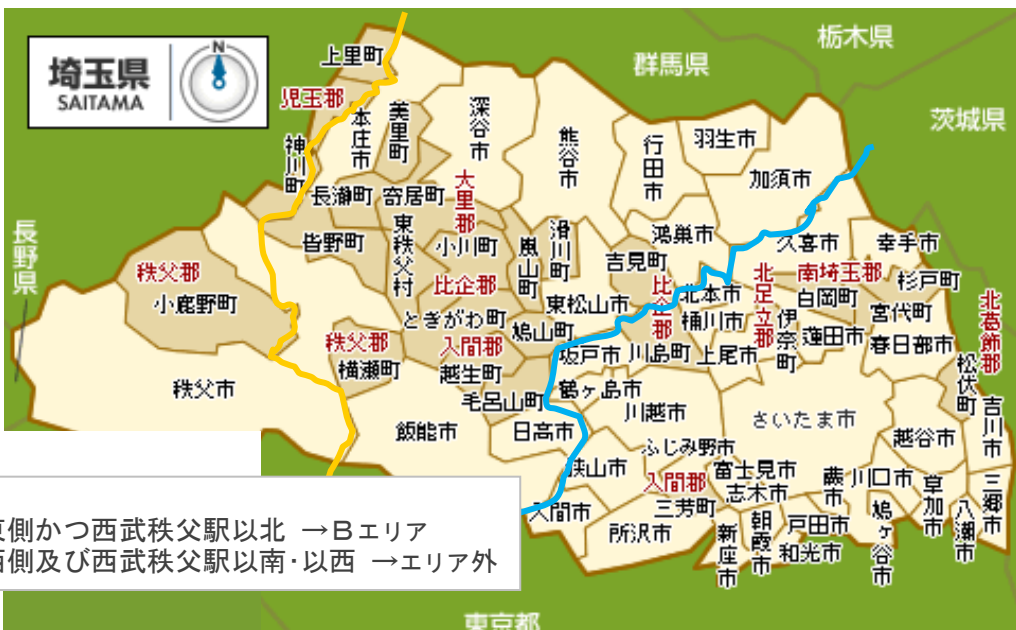 埼玉県
SAITAMA
N
栃木県
群馬県
茨城県
長野県
東京都
上里町
児玉郡
神川町
本庄市
美里町
深谷市
熊谷市
行田市
羽生市
加須市
長瀞町
寄居町
大里郡
皆野町
東秩父村
小川町
嵐山町
滑川町
吉見町
鴻巣市
久喜市
幸手市
秩父郡
小鹿野町
比企郡
東松山市
比企郡
北本市
北足立郡
南埼玉郡
杉戸町
白岡町
宮代町
北葛飾郡
ときがわ町
鳩山町
桶川市
伊奈町
蓮田市
春日部市
秩父郡
横瀬町
入間郡
越生町
坂戸市
川島町
上尾市
松伏町
秩父市
毛呂山町
鶴ヶ島市
川越市
さいたま市
吉川市
飯能市
日高市
ふじみ野市
越谷市
狭山市
入間郡
富士見市
志木市
蕨市
川口市
草加市
三郷市
入間市
所沢市
三芳町
新座市
朝霞市
戸田市
和光市
鳩ヶ谷市
八潮市
東側かつ西武秩父駅以北 →Bエリア
西側及び西武秩父駅以南・以西 →エリア外